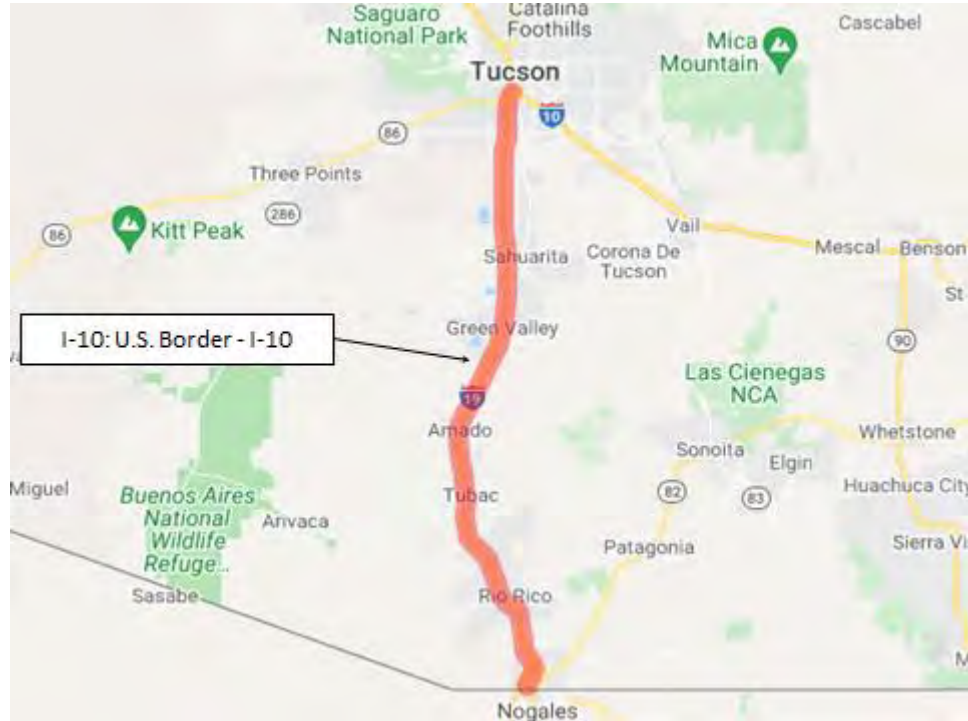 Saguaro
National Park
Catalina
Foothills
Cascabel
Mica
Mountain
Tucson
10
86
Three Points
286
86
Kitt Peak
Vail
Sahuarita
Corona De
Tucson
Mescal
Benson
St
I-10: U.S. Border - I-10
Green Valley
90
Las Cienegas
NCA
19
Amado
Sonoita
Whetstone
Elgin
Miguel
Buenos Aires
National
Wildlife
Refuge...
Tubac
82
83
Huachuca City
Arivaca
Patagonia
Sierra Vi
Sasabe
Rio Rico
M
Nogales